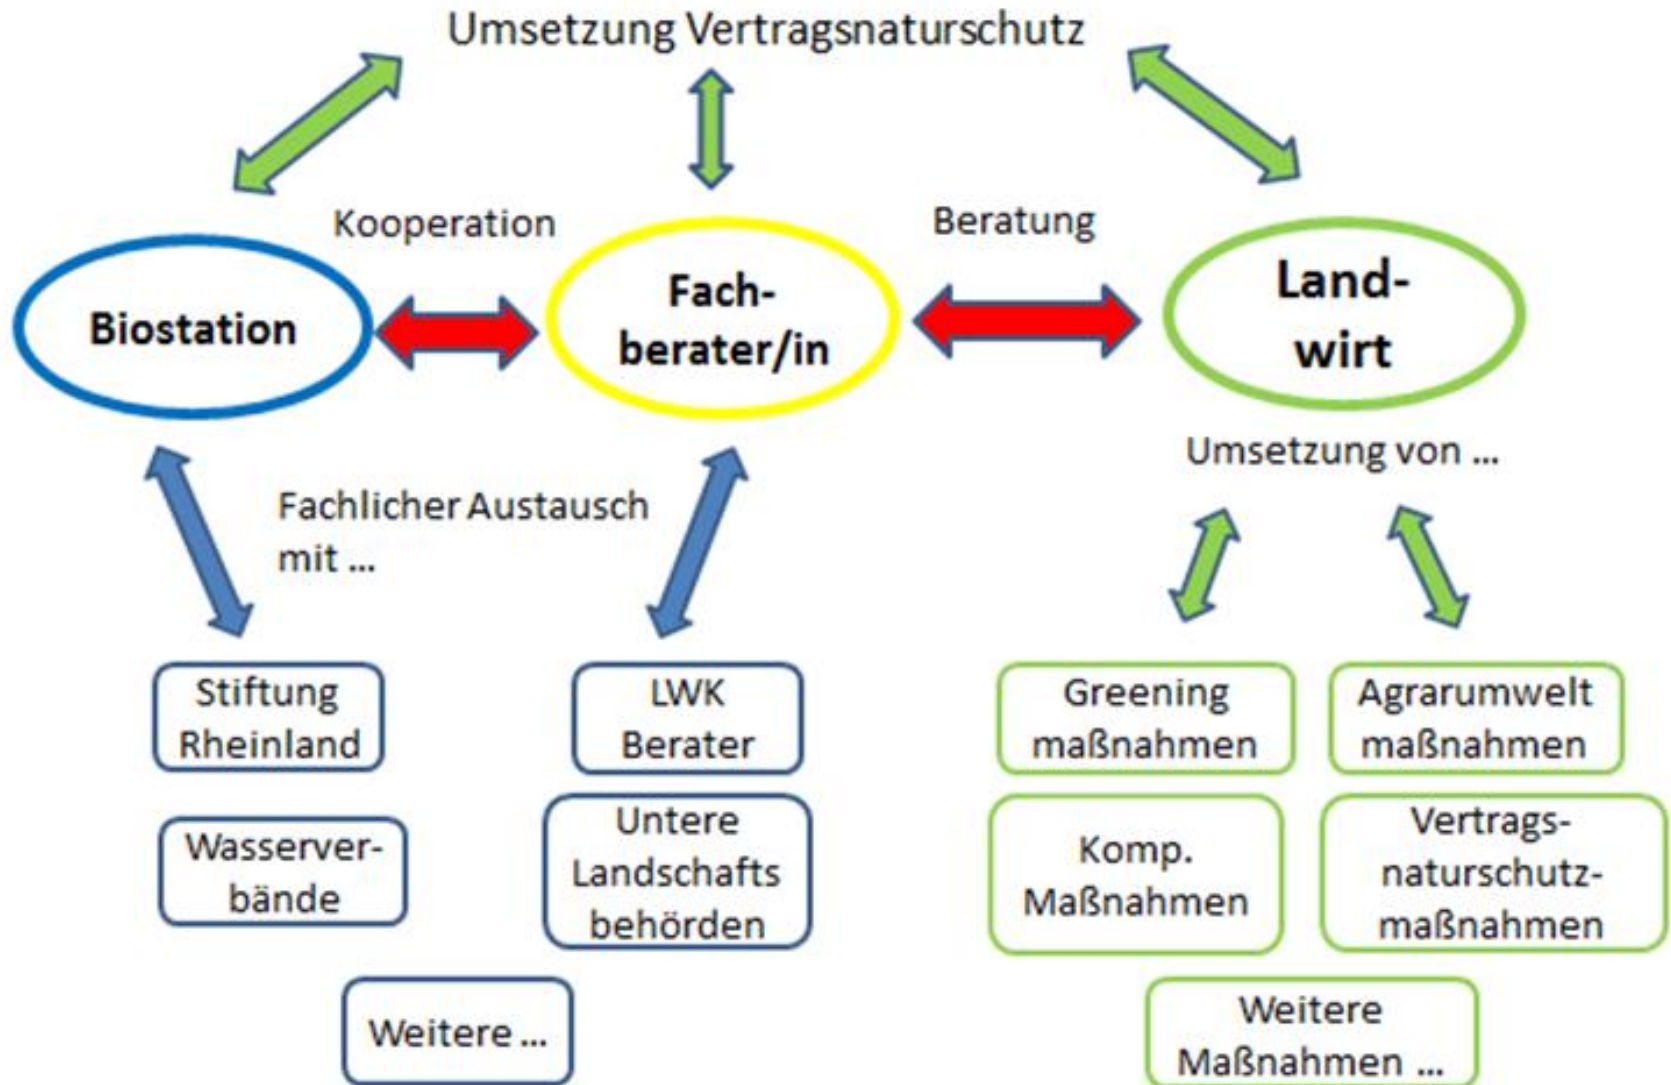 Umsetzung Vertragsnaturschutz
Kooperation
Beratung
Biostation
Fach-
berater/in
Land-
wirt
Umsetzung von ...
Fachlicher Austausch
mit ...
Stiftung
Rheinland
LWK
Berater
Greening
maßnahmen
Agrarumwelt
maßnahmen
Wasserver-
bände
Untere
Landschafts
behörden
Komp.
Maßnahmen
Vertrags-
naturschutz-
maßnahmen
Weitere ...
Weitere
Maßnahmen ...